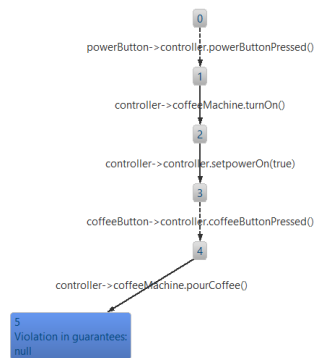 0
powerButton->controller.powerButtonPressed()
1
controller->coffeeMachine.turnOn()
2
controller->controller.setpowerOn(true)
3
coffeeButton->controller.coffeeButtonPressed()
4
controller->coffeeMachine.pourCoffee()
5
Violation in guarantees:
null